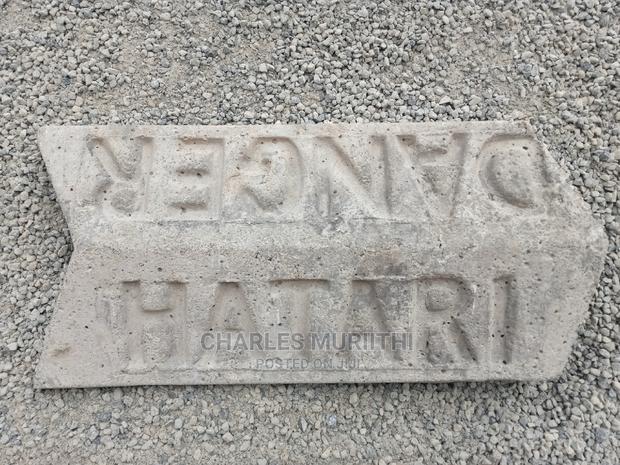 DANGER
HATARI
CHARLES MURIITHI
POSTED ON JIJI